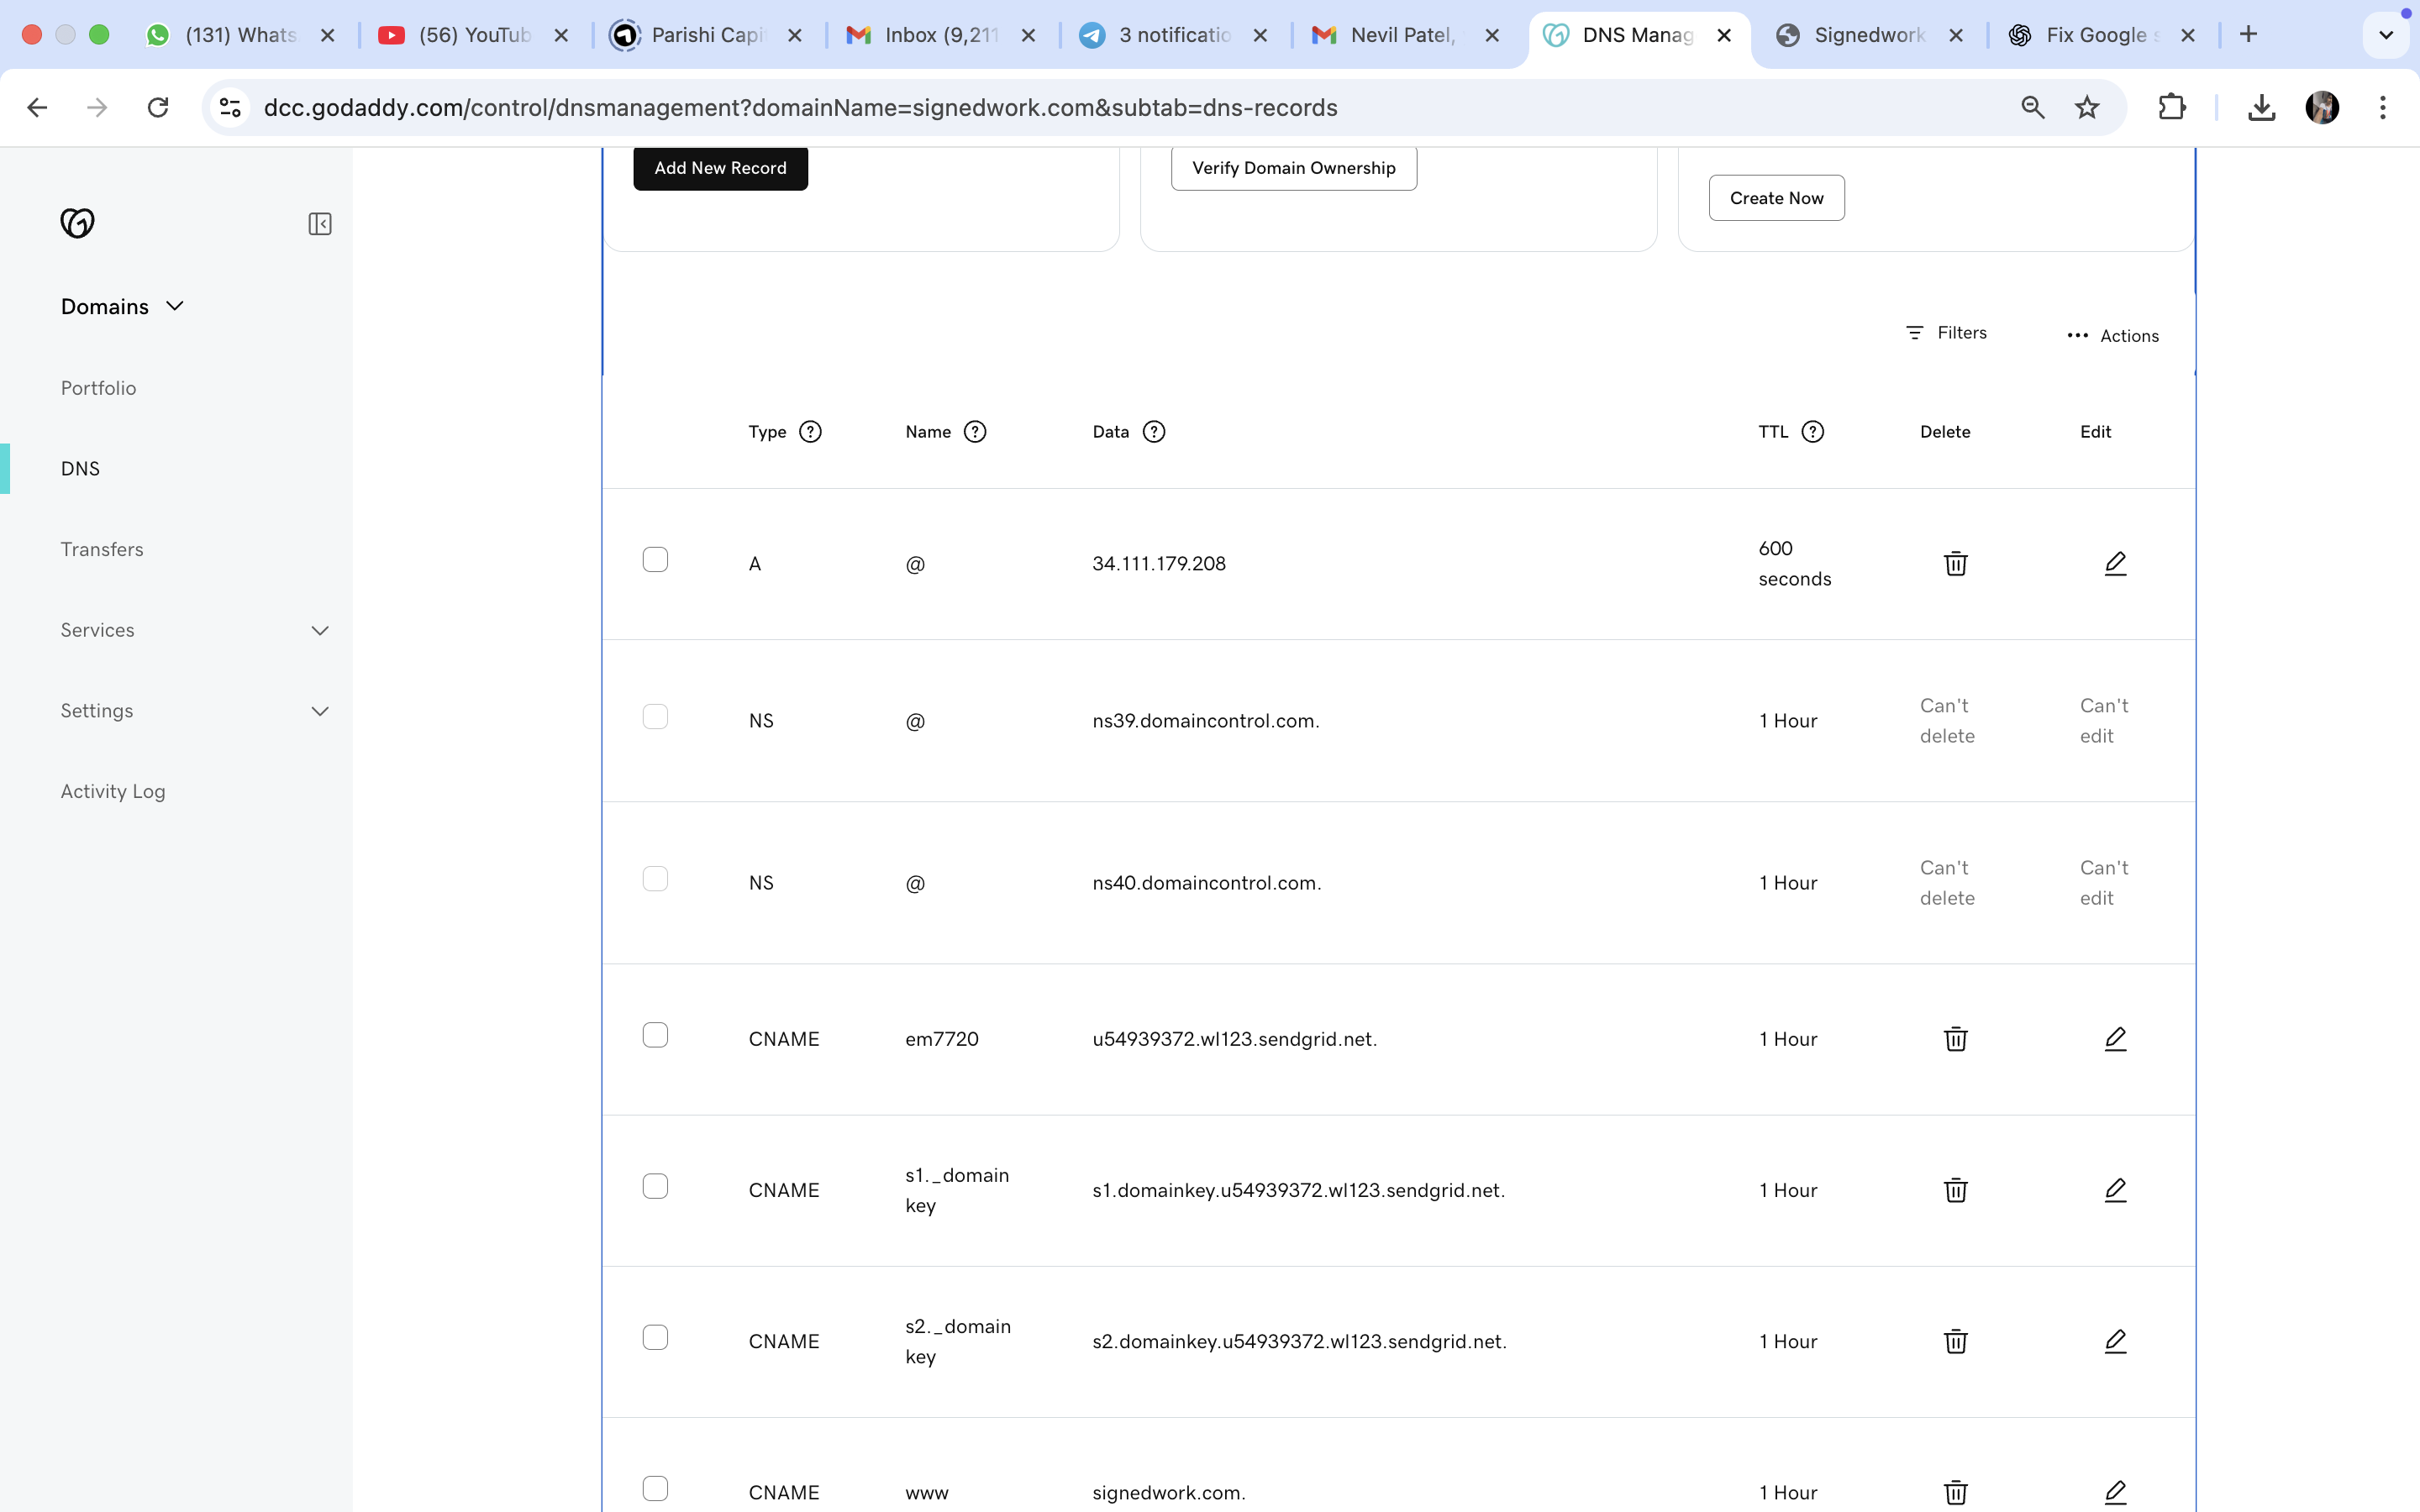 (131) Whats
(56) YouTub
Parishi Capi
Inbox (9,211
3 notificatio
Nevil Patel,
DNS Manag
Signedwork
Fix Google s
dcc.godaddy.com/control/dnsmanagement?domainName=signedwork.com&subtab=dns-records
Add New Record
Verify Domain Ownership
Create Now
Domains
Portfolio
DNS
Transfers
Services
Settings
Activity Log
Filters
Actions
Type Name Data TTL Delete Edit
A @ 34.111.179.208 600 seconds
NS @ ns39.domaincontrol.com. 1 Hour Can't delete Can't edit
NS @ ns40.domaincontrol.com. 1 Hour Can't delete Can't edit
CNAME em7720 u54939372.wl123.sendgrid.net. 1 Hour
CNAME s1._domainkey s1.domainkey.u54939372.wl123.sendgrid.net. 1 Hour
CNAME s2._domainkey s2.domainkey.u54939372.wl123.sendgrid.net. 1 Hour
CNAME www signedwork.com. 1 Hour